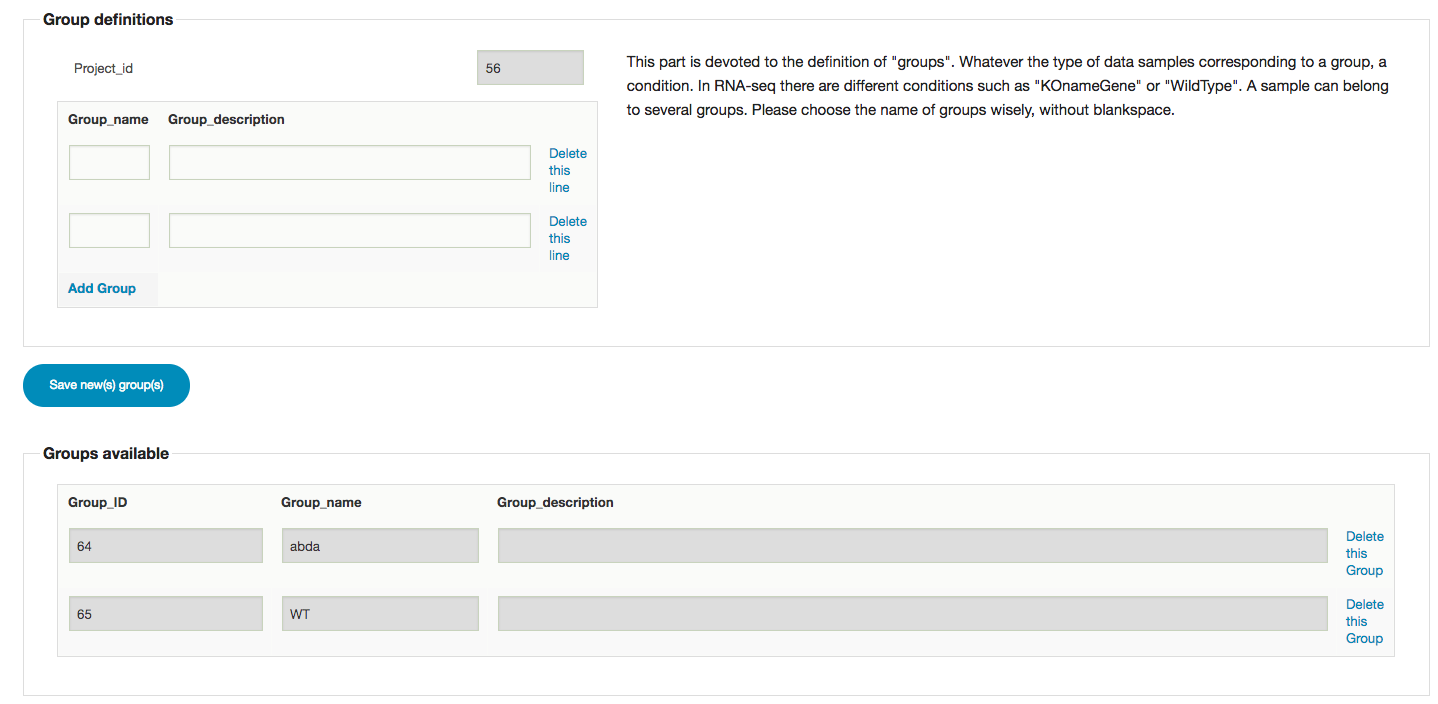 Group definitions
Project_id
56
This part is devoted to the definition of "groups". Whatever the type of data samples corresponding to a group, a
condition. In RNA-seq there are different conditions such as "KOnameGene" or "WildType". A sample can belong
to several groups. Please choose the name of groups wisely, without blankspace.
Group_name Group_description
Delete
this
line
Delete
this
line
Add Group
Save new(s) group(s)
Groups available
Group_ID Group_name Group_description
64 abda
Delete
this
Group
65 WT
Delete
this
Group